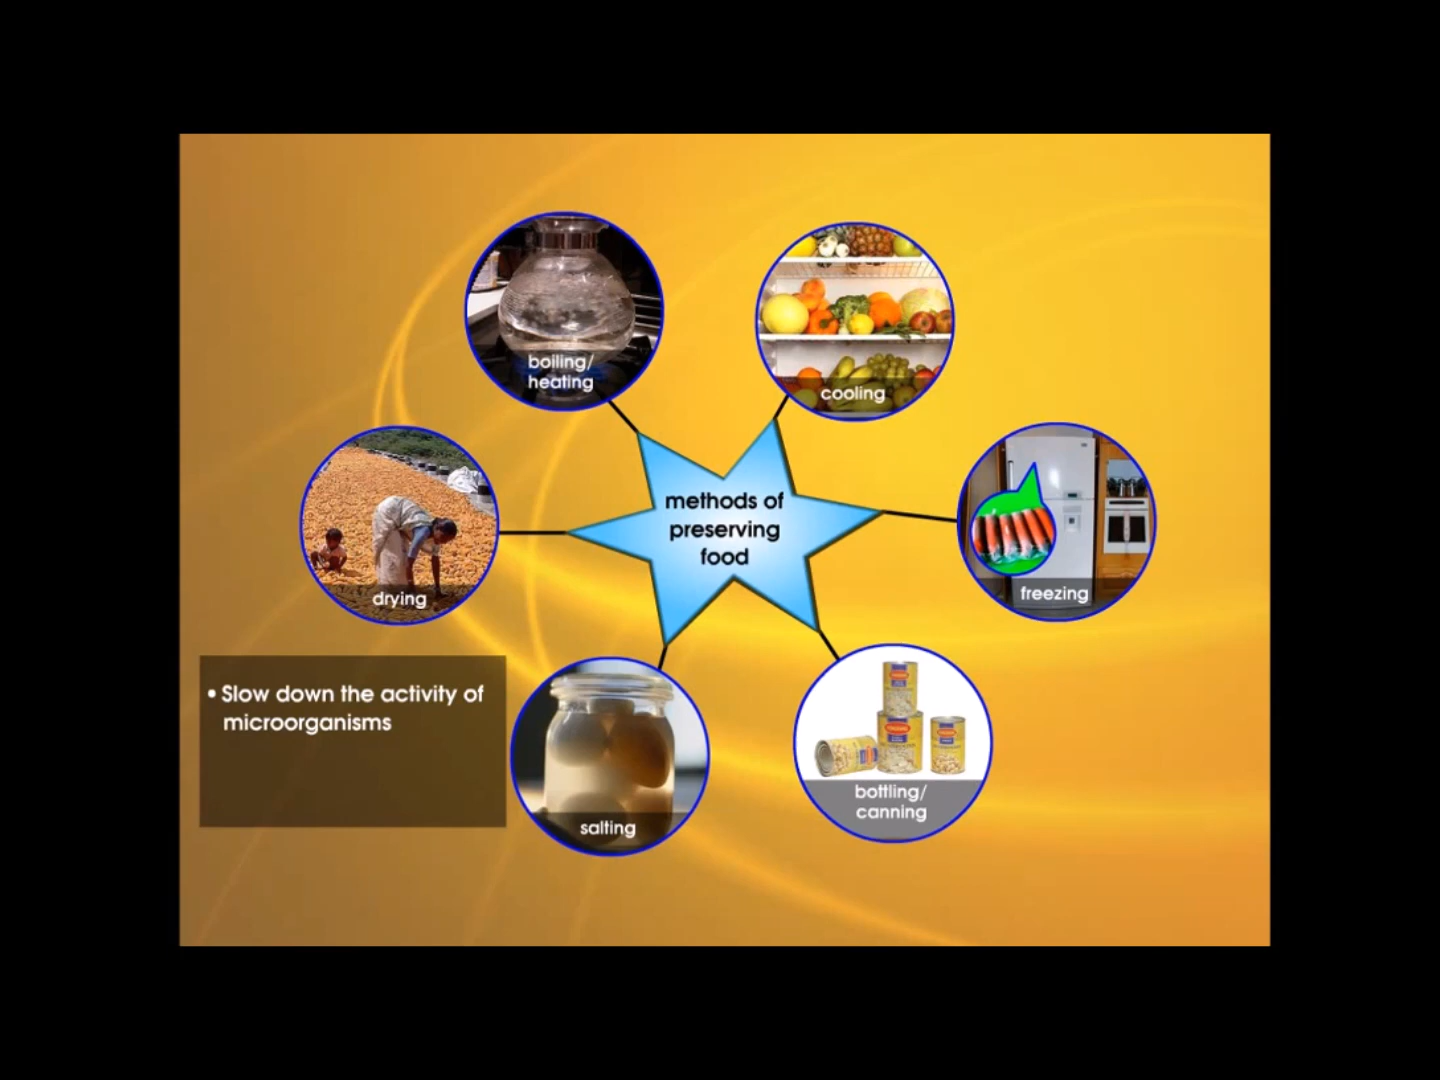 boiling/
heating
cooling
methods of
preserving
food
drying
freezing
• Slow down the activity of
microorganisms
salting
bottling/
canning